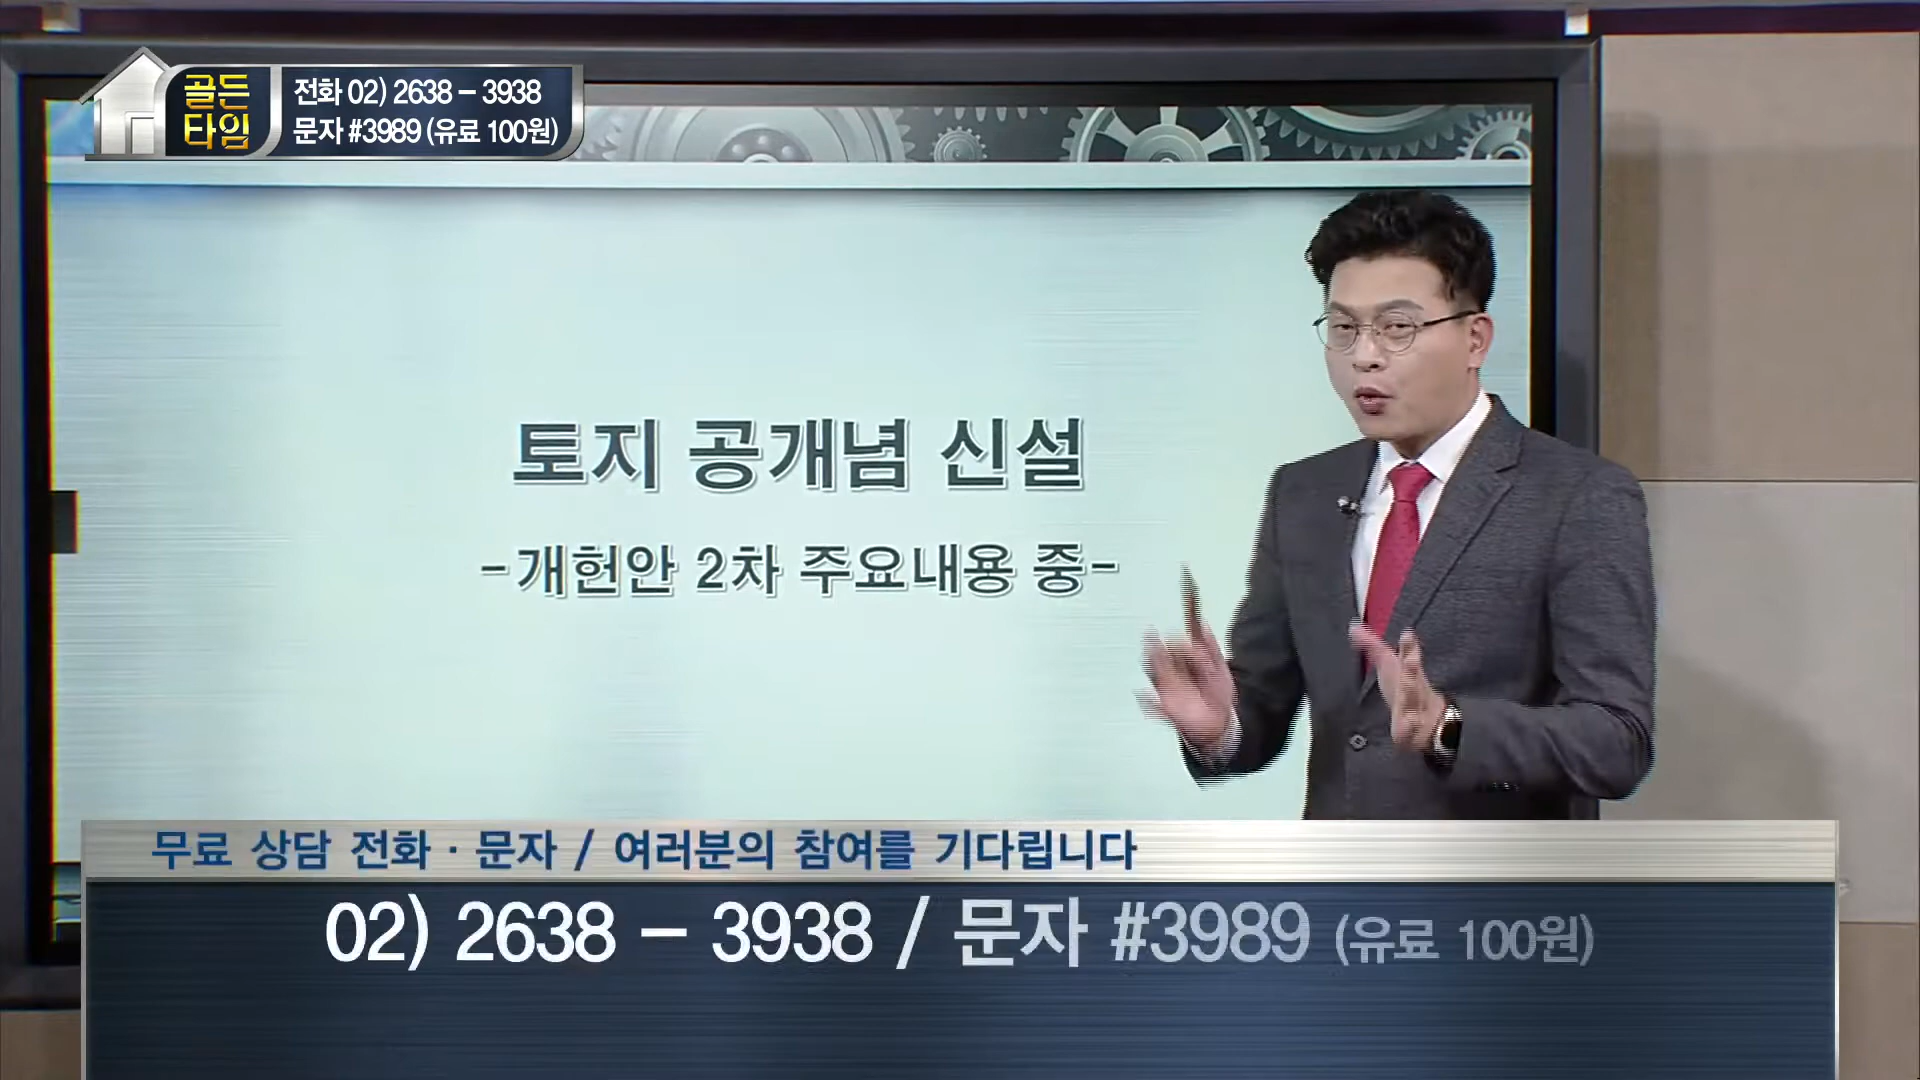 골든
타임
전화 02) 2638 - 3938
문자 #3989 (유료 100원)
토지 공개념 신설
-개헌안 2차 주요내용 중-
무료 상담 전화 · 문자 / 여러분의 참여를 기다립니다
02) 2638 - 3938 / 문자 #3989 (유료 100원)